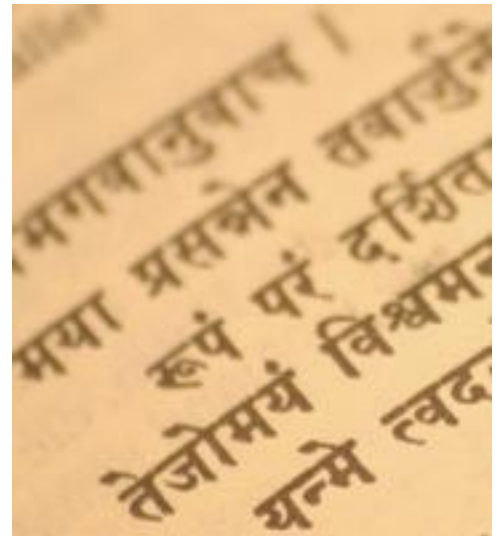 भगवानुवाच ।
मया प्रसन्नेन तवार्जुने
रूपं परं दर्शित
तेजोमयं विश्वमन
यन्मे त्वद